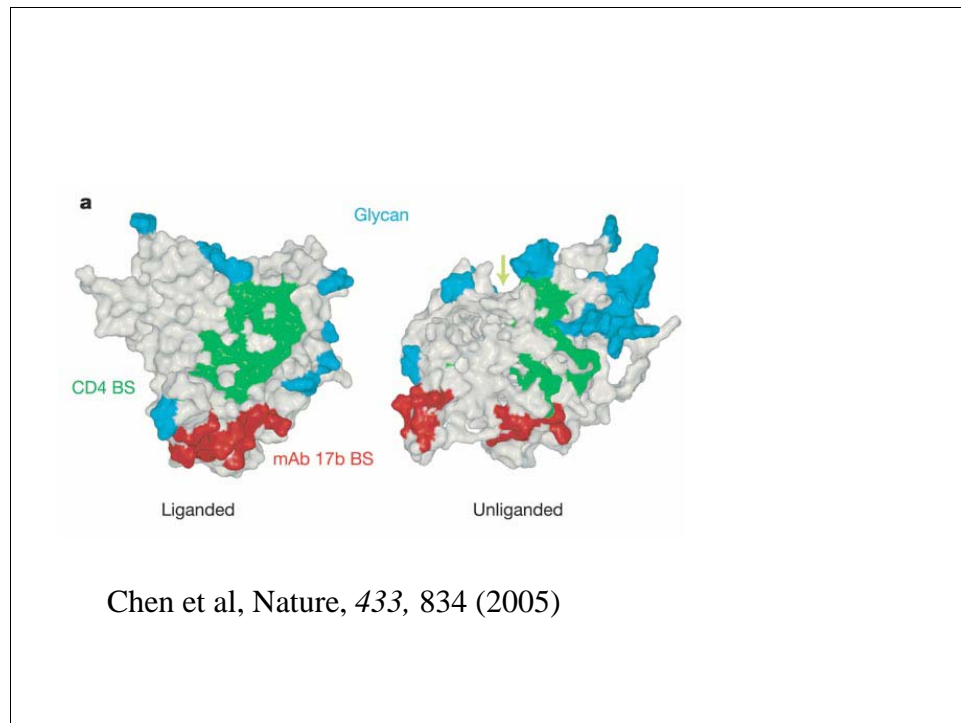 a
Glycan
CD4 BS
mAb 17b BS
Liganded
Unliganded
Chen et al, Nature, 433, 834 (2005)